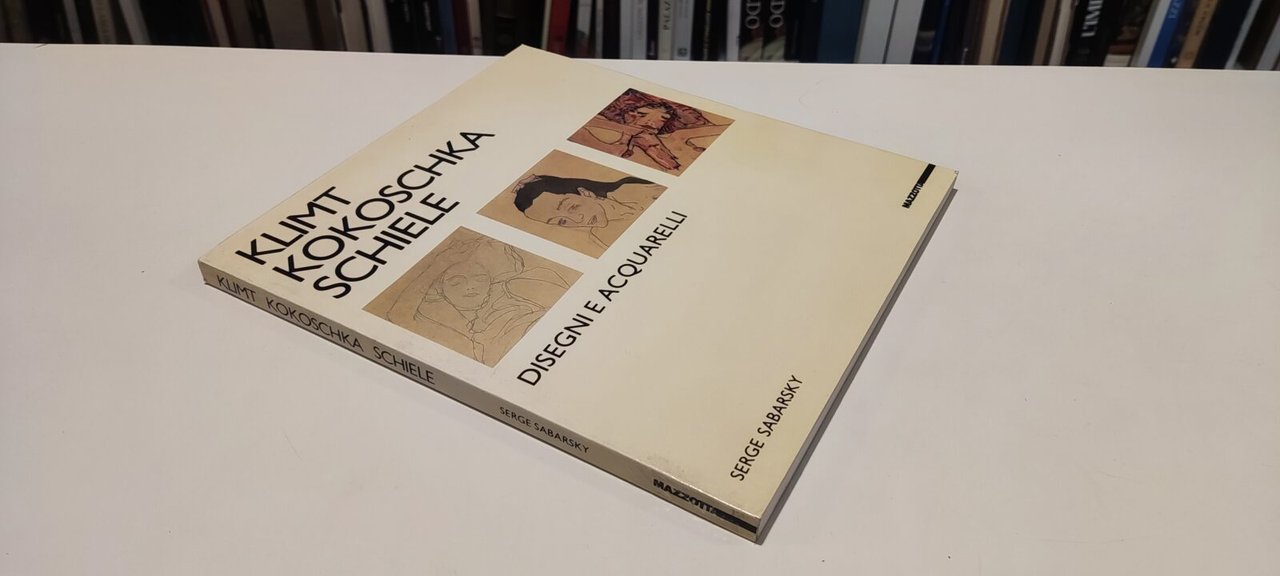 KLIMT
KOKOSCHKA
SCHIELE
DISEGNI E ACQUARELLI
SERGE SABARSKY
MAZZOTTA
KLIMT KOKOSCHKA SCHIELE
SERGE SABARSKY
MAZZOTTA